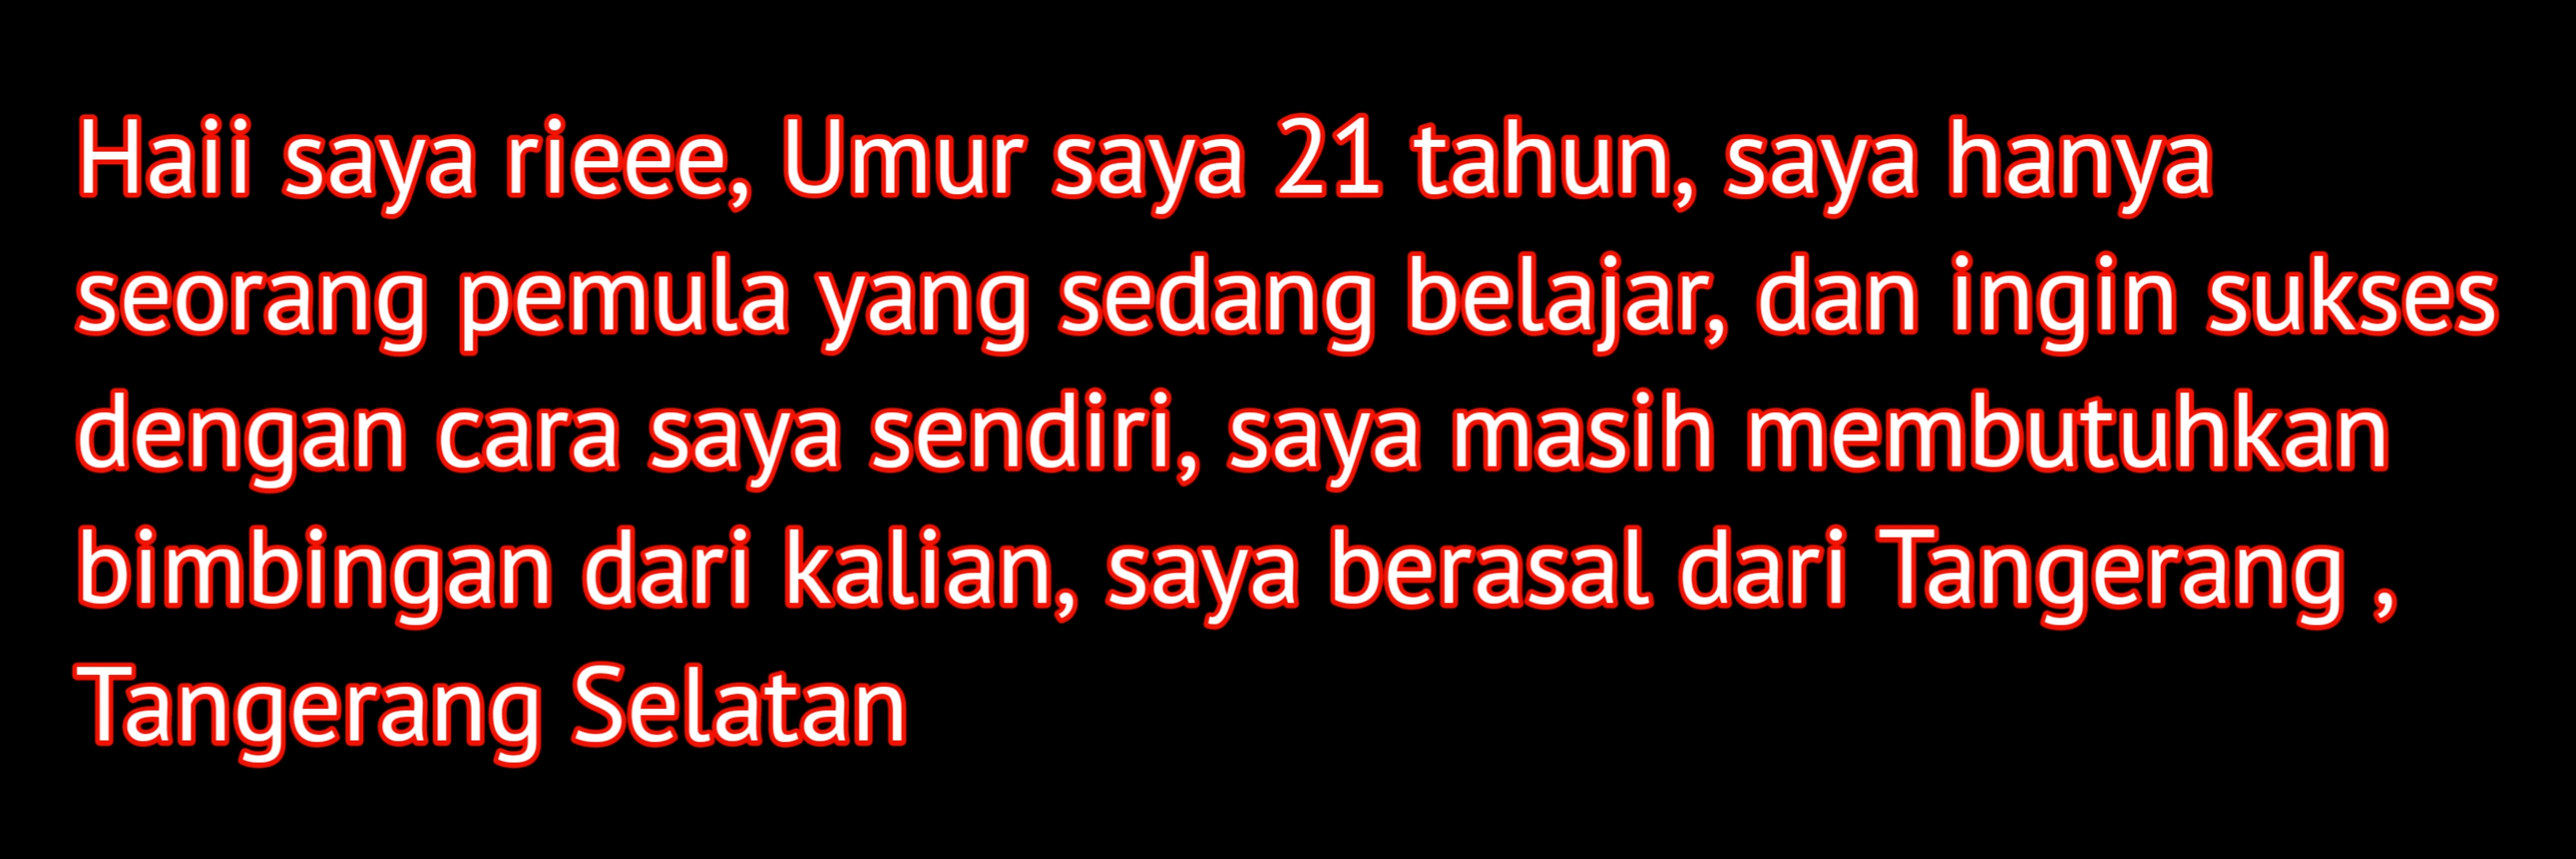 Haii saya rieee, Umur saya 21 tahun, saya hanya
seorang pemula yang sedang belajar, dan ingin sukses
dengan cara saya sendiri, saya masih membutuhkan
bimbingan dari kalian, saya berasal dari Tangerang ,
Tangerang Selatan